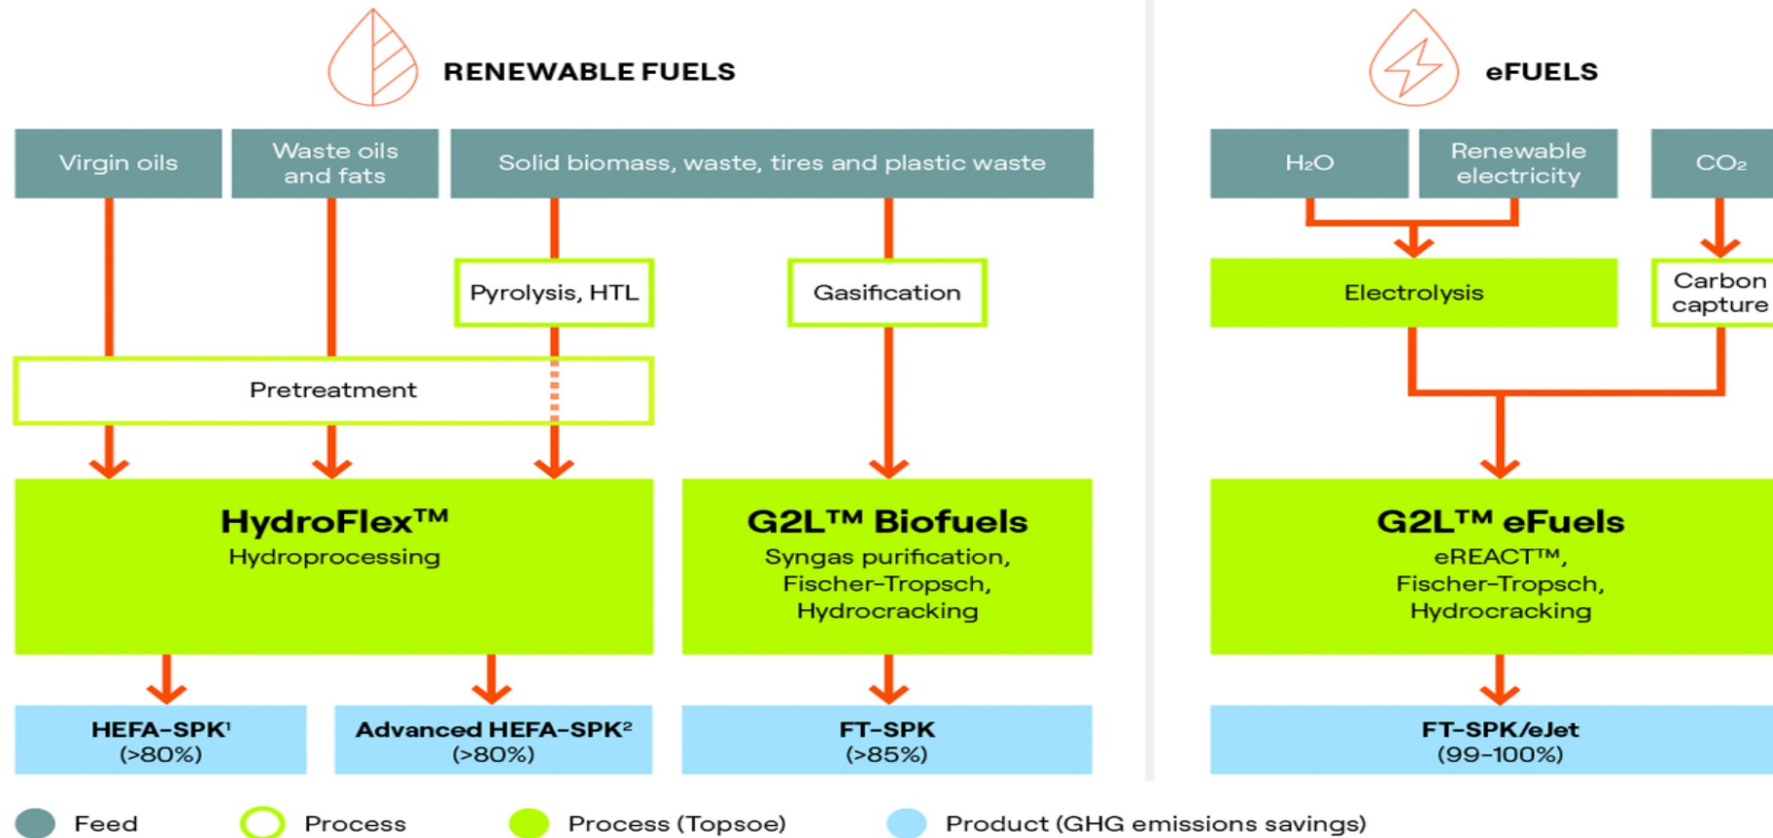 RENEWABLE FUELS
eFUELS
Virgin oils
Waste oils
and fats
Solid biomass, waste, tires and plastic waste
H₂O
Renewable
electricity
CO₂
Pyrolysis, HTL
Gasification
Electrolysis
Carbon
capture
Pretreatment
HydroFlex™
Hydroprocessing
G2L™ Biofuels
Syngas purification,
Fischer-Tropsch,
Hydrocracking
G2L™ eFuels
eREACT™,
Fischer-Tropsch,
Hydrocracking
HEFA-SPK¹
(>80%)
Advanced HEFA-SPK²
(>80%)
FT-SPK
(>85%)
FT-SPK/eJet
(99-100%)
Feed
Process
Process (Topsoe)
Product (GHG emissions savings)